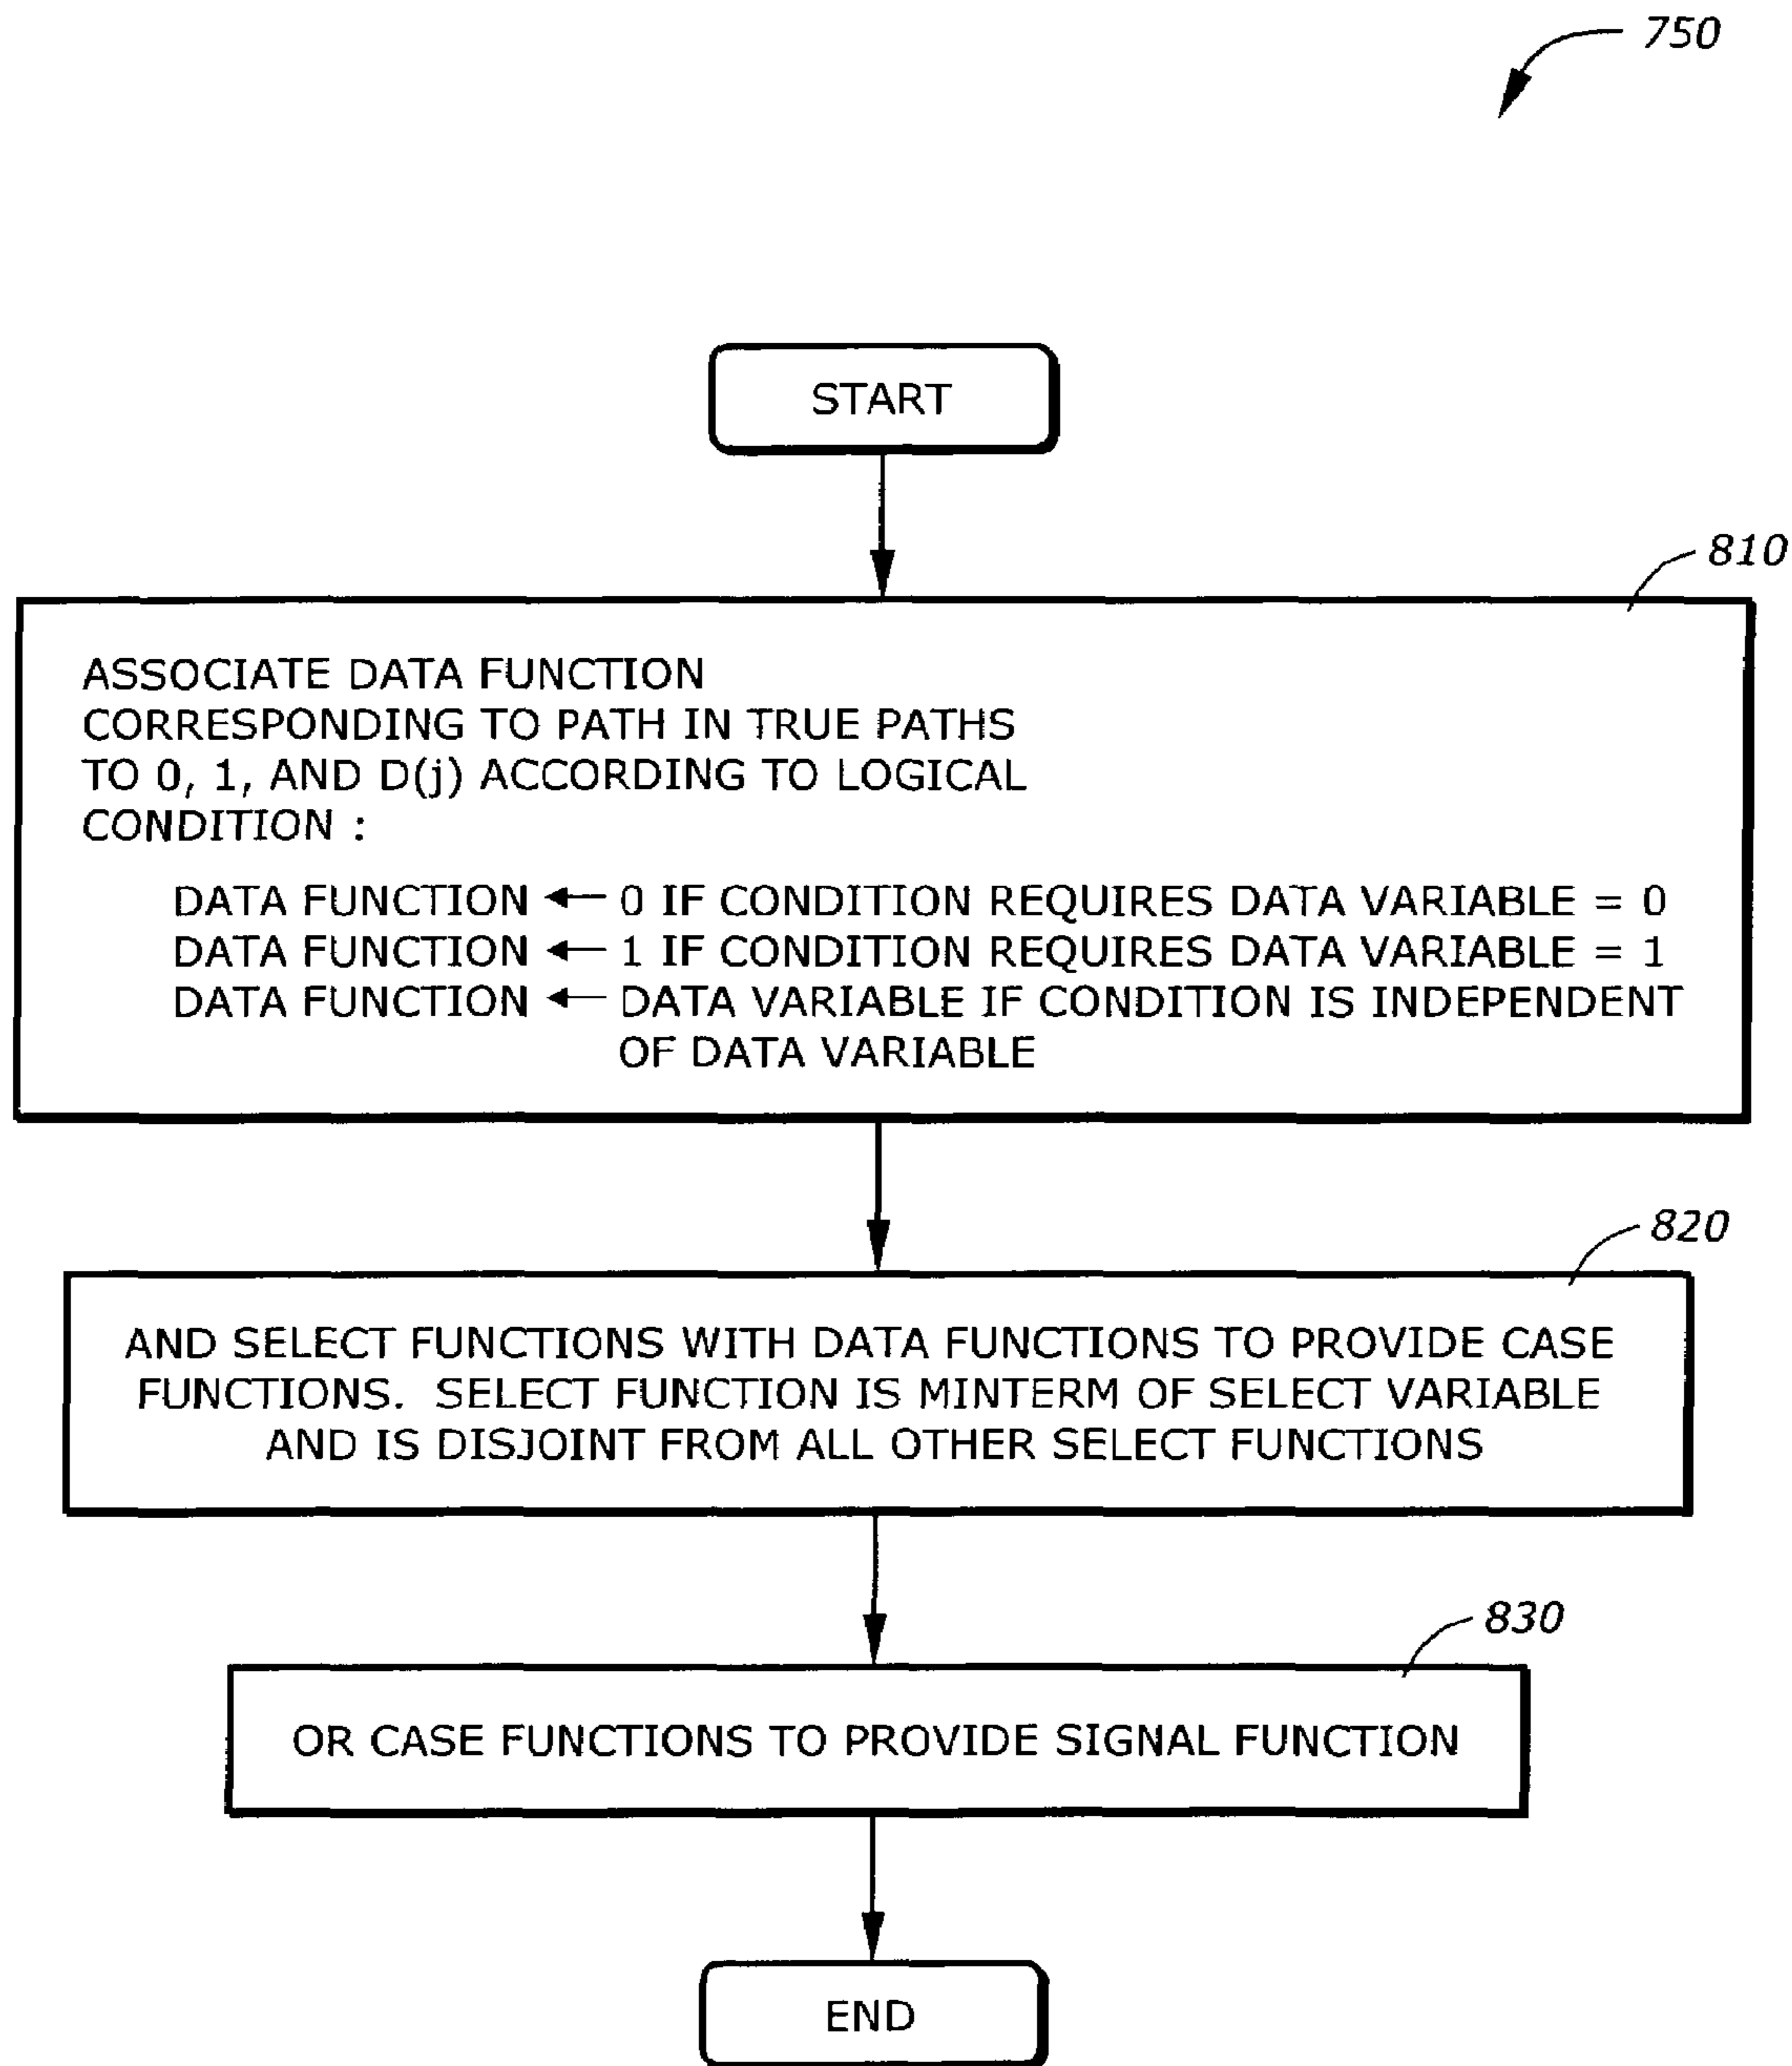 750
START
810
ASSOCIATE DATA FUNCTION
CORRESPONDING TO PATH IN TRUE PATHS
TO 0, 1, AND D(j) ACCORDING TO LOGICAL
CONDITION :
DATA FUNCTION ← 0 IF CONDITION REQUIRES DATA VARIABLE = 0
DATA FUNCTION ← 1 IF CONDITION REQUIRES DATA VARIABLE = 1
DATA FUNCTION ← DATA VARIABLE IF CONDITION IS INDEPENDENT
OF DATA VARIABLE
820
AND SELECT FUNCTIONS WITH DATA FUNCTIONS TO PROVIDE CASE
FUNCTIONS. SELECT FUNCTION IS MINTERM OF SELECT VARIABLE
AND IS DISJOINT FROM ALL OTHER SELECT FUNCTIONS
830
OR CASE FUNCTIONS TO PROVIDE SIGNAL FUNCTION
END